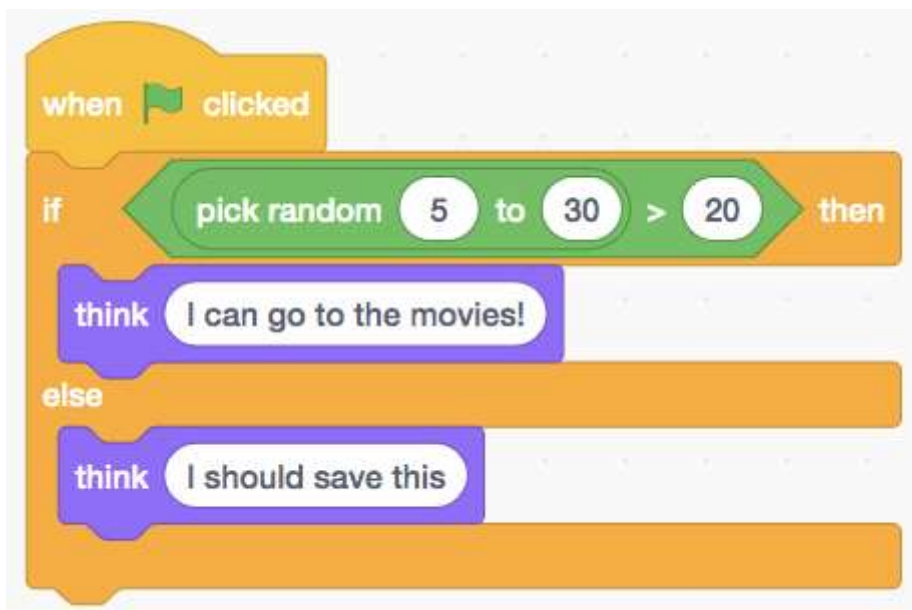 when clicked
if pick random 5 to 30 > 20 then
think I can go to the movies!
else
think I should save this